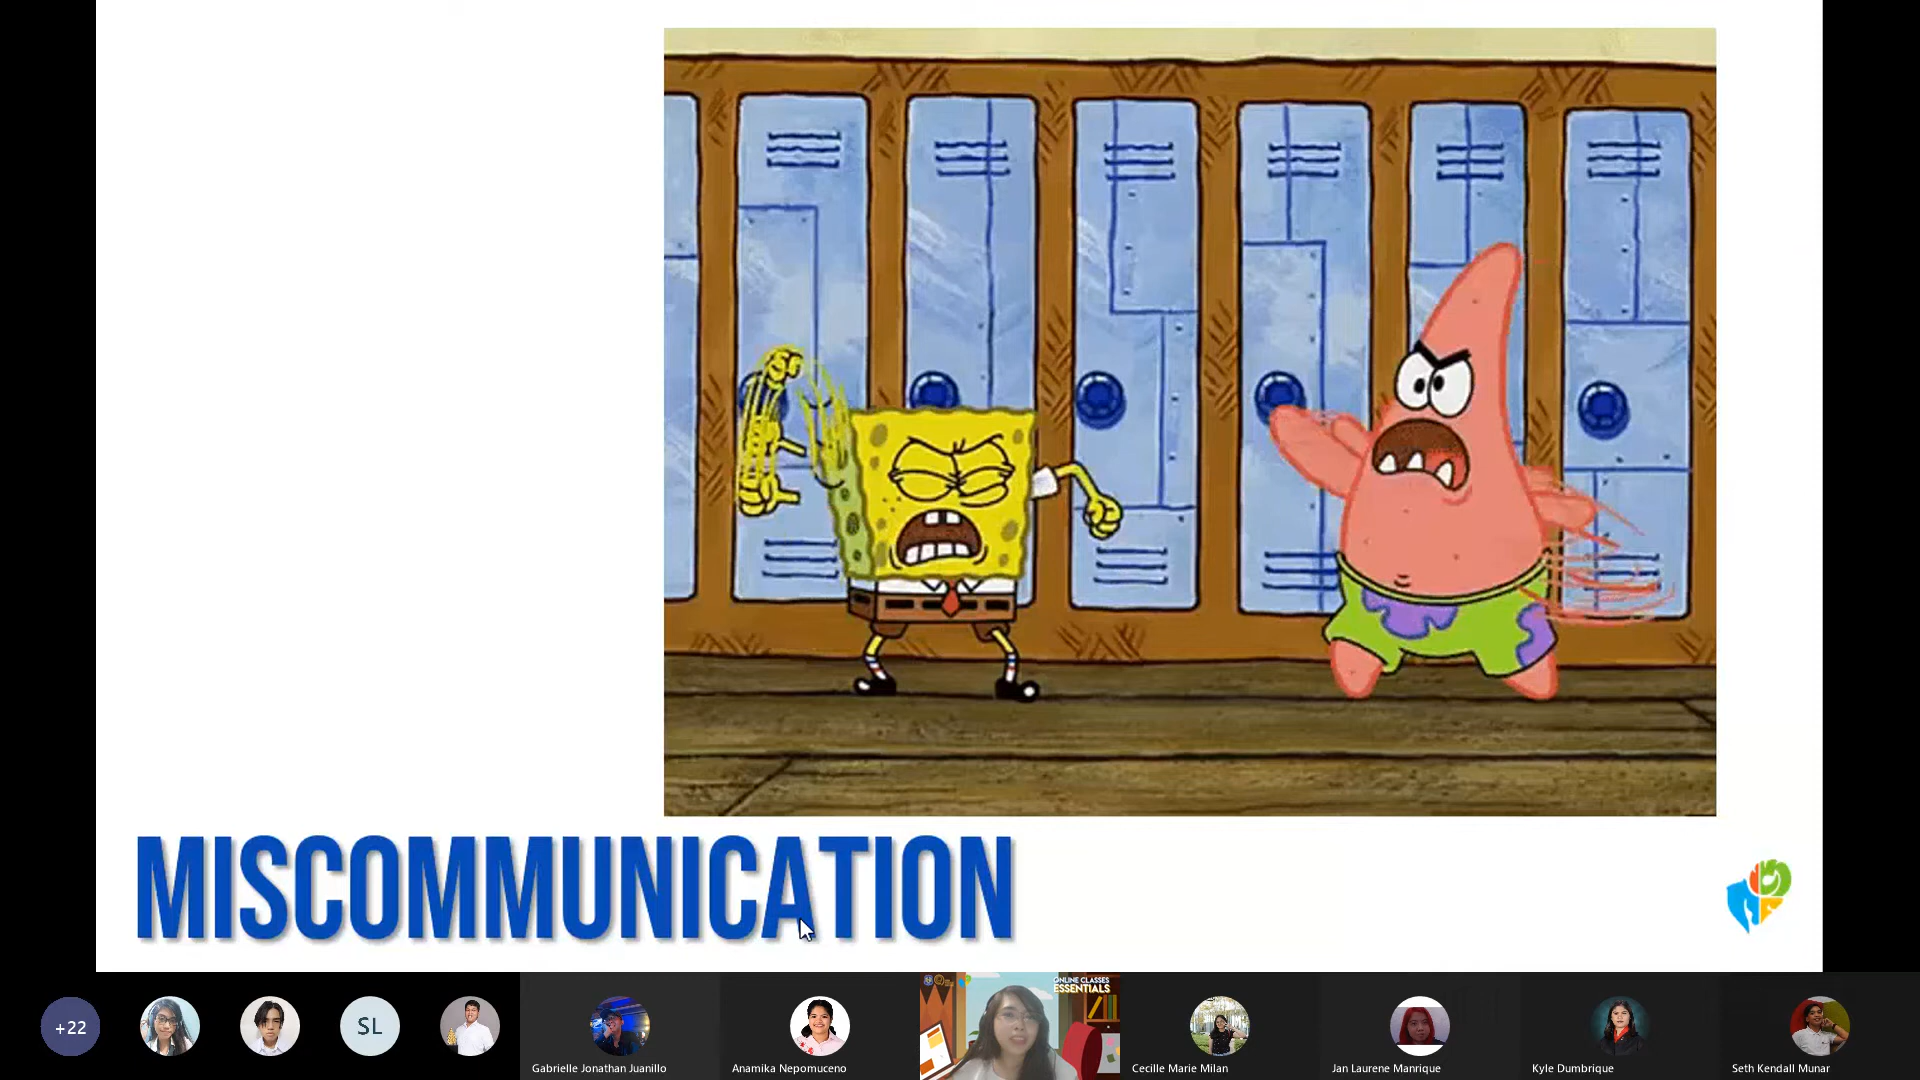 MISCOMMUNICATION
ONLINE CLASSES
ESSENTIALS
+22
SL
Gabrielle Jonathan Juanillo
Anamika Nepomuceno
Cecille Marie Milan
Jan Laurene Manrique
Kyle Dumbrique
Seth Kendall Munar